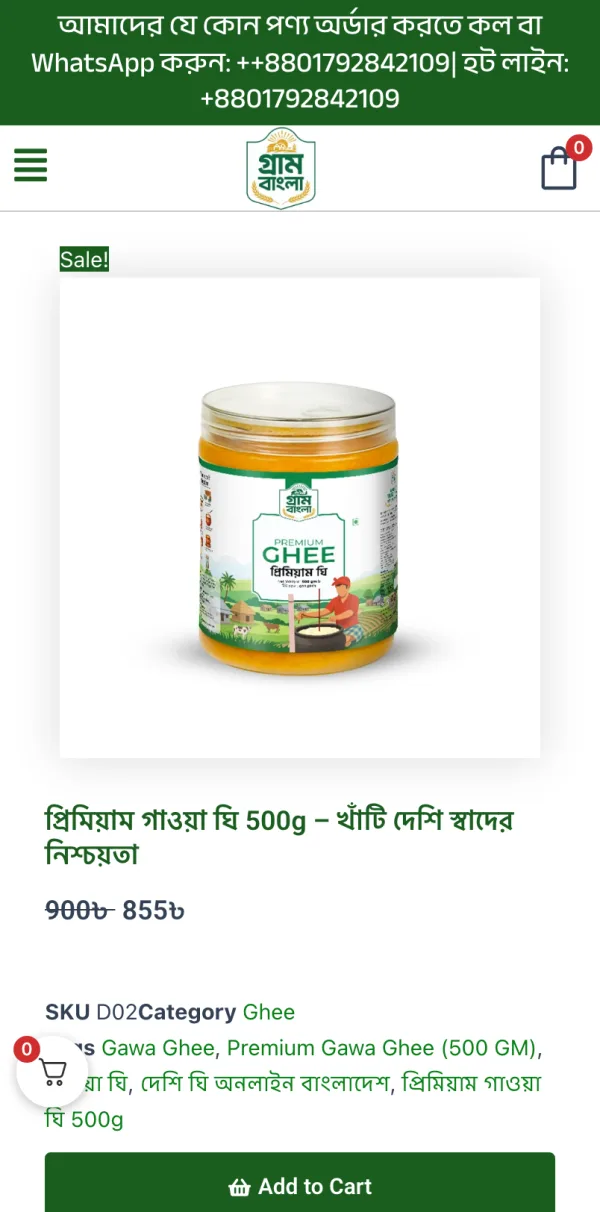 আমাদের যে কোন পণ্য অর্ডার করতে কল বা
WhatsApp করুন: ++8801792842109| হট লাইন:
+8801792842109
গ্রাম
বাংলা
0
Sale!
গ্রাম
বাংলা
PREMIUM
GHEE
প্রিমিয়াম ঘি
প্রিমিয়াম গাওয়া ঘি 500g – খাঁটি দেশি স্বাদের
নিশ্চয়তা
900৳ 855৳
SKU D02Category Ghee
0
Gawa Ghee, Premium Gawa Ghee (500 GM),
ঘি, দেশি ঘি অনলাইন বাংলাদেশ, প্রিমিয়াম গাওয়া
ঘি 500g
Add to Cart